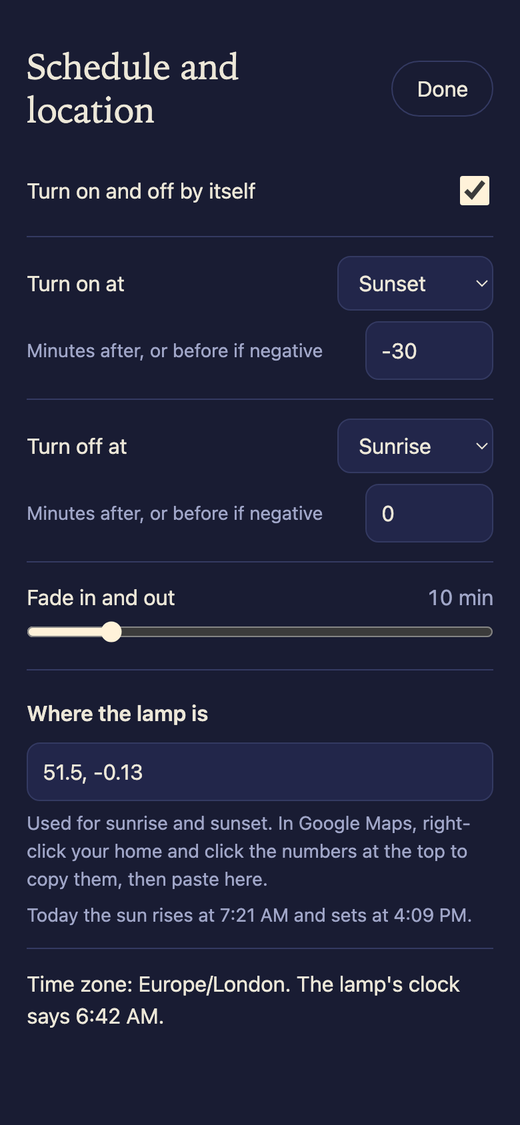 Schedule and
location
Done
Turn on and off by itself
Turn on at
Sunset
Minutes after, or before if negative
-30
Turn off at
Sunrise
Minutes after, or before if negative
0
Fade in and out
10 min
Where the lamp is
51.5, -0.13
Used for sunrise and sunset. In Google Maps, right-
click your home and click the numbers at the top to
copy them, then paste here.
Today the sun rises at 7:21 AM and sets at 4:09 PM.
Time zone: Europe/London. The lamp's clock
says 6:42 AM.